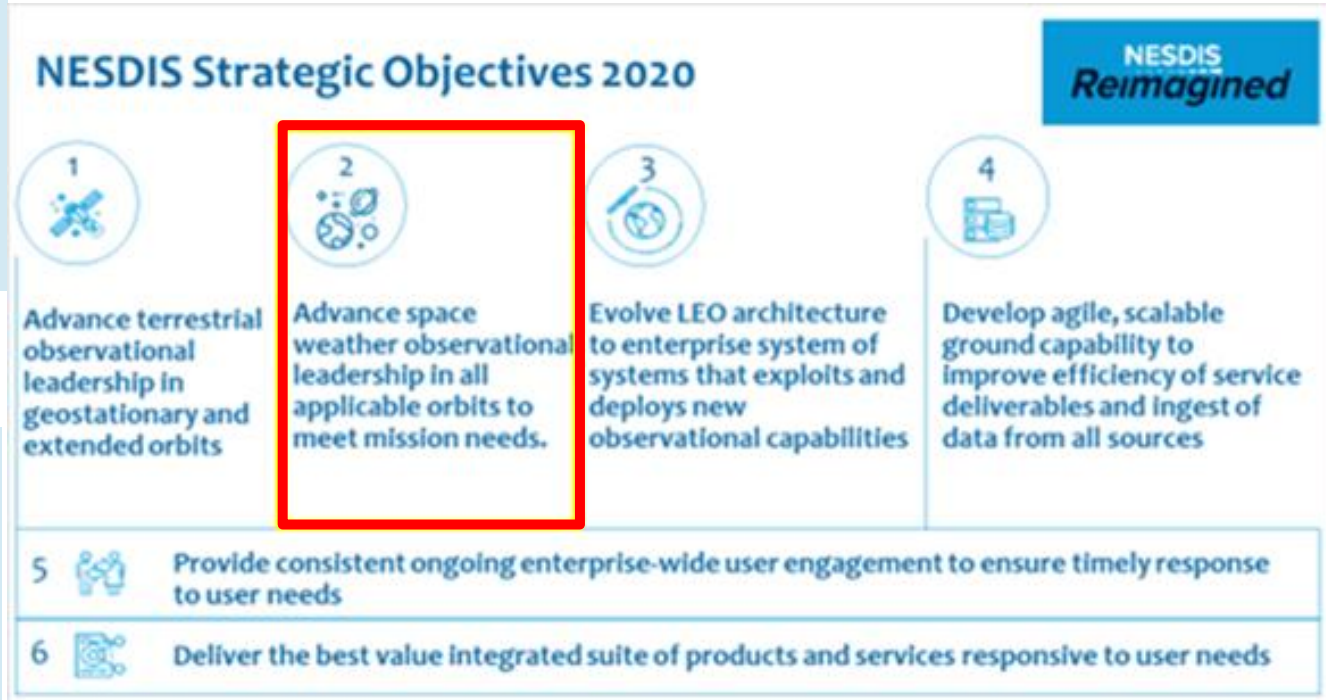 NESDIS Strategic Objectives 2020
NESDIS
Reimagined
1
Advance terrestrial
observational
leadership in
geostationary and
extended orbits
2
Advance space
weather observational
leadership in all
applicable orbits to
meet mission needs.
3
Evolve LEO architecture
to enterprise system of
systems that exploits and
deploys new
observational capabilities
4
Develop agile, scalable
ground capability to
improve efficiency of service
deliverables and ingest of
data from all sources
5
Provide consistent ongoing enterprise-wide user engagement to ensure timely response
to user needs
6
Deliver the best value integrated suite of products and services responsive to user needs